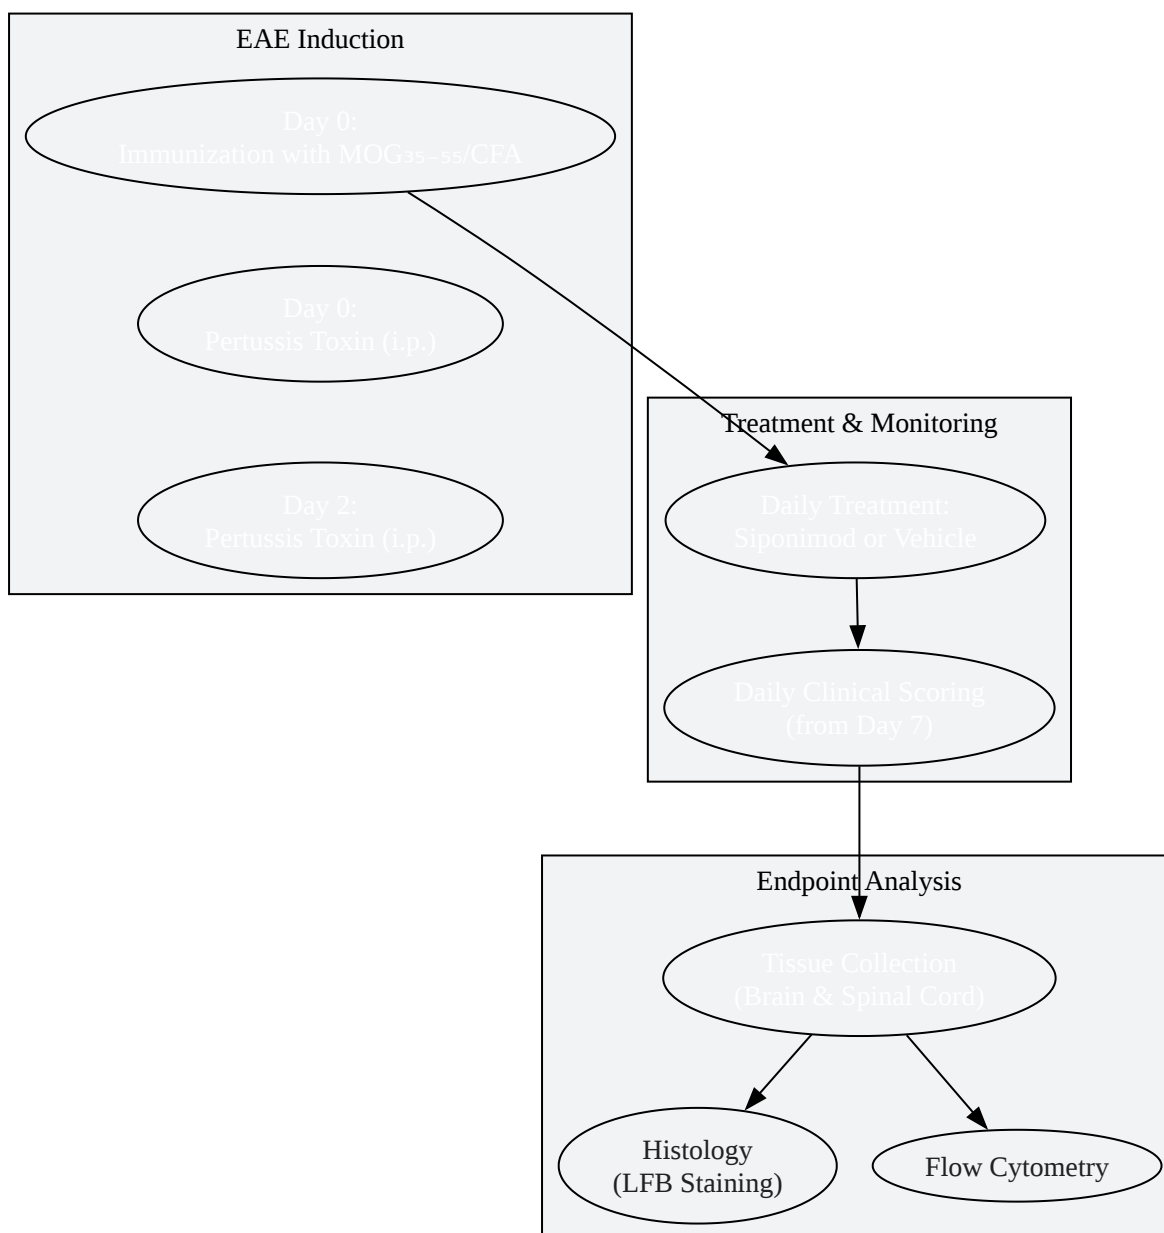 EAE Induction
Day 0:
Immunization with MOG₃₅₋₅₅/CFA
Day 0:
Pertussis Toxin (i.p.)
Day 2:
Pertussis Toxin (i.p.)
Treatment & Monitoring
Daily Treatment:
Siponimod or Vehicle
Daily Clinical Scoring
(from Day 7)
Endpoint Analysis
Tissue Collection
(Brain & Spinal Cord)
Histology
(LFB Staining)
Flow Cytometry